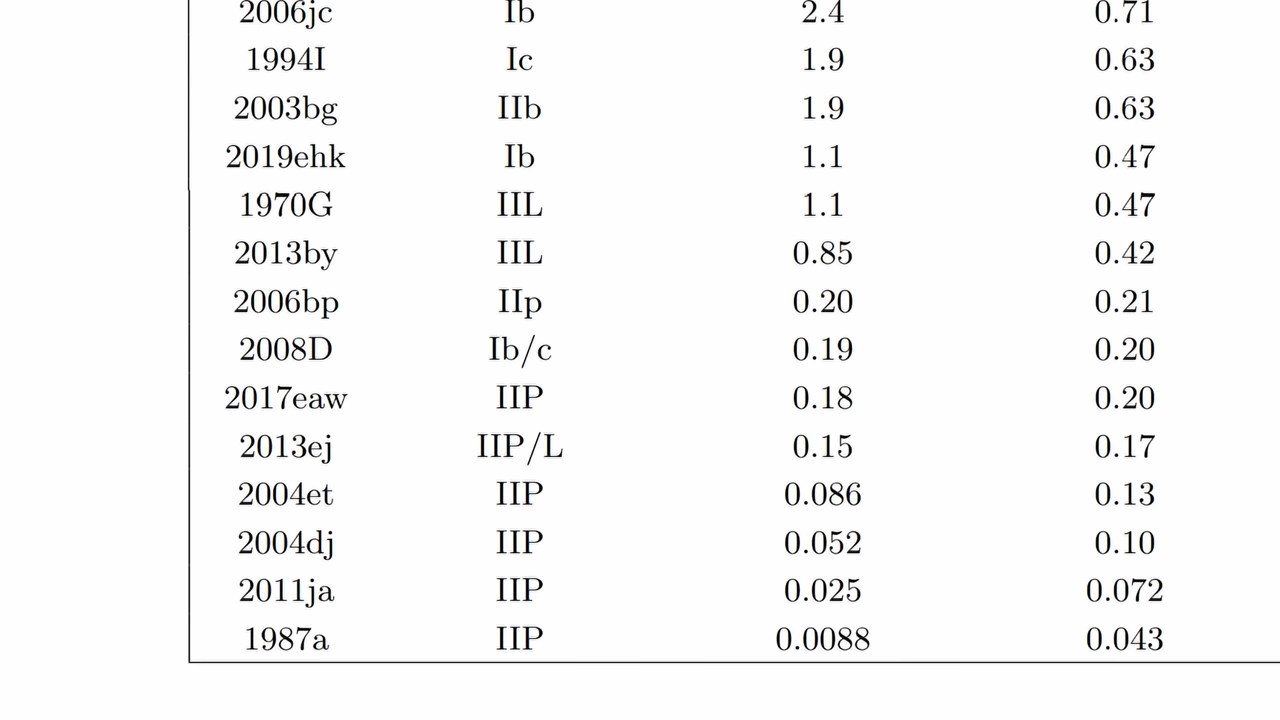 2006jc Ib 2.4 0.71
1994I Ic 1.9 0.63
2003bg IIb 1.9 0.63
2019ehk Ib 1.1 0.47
1970G IIL 1.1 0.47
2013by IIL 0.85 0.42
2006bp IIp 0.20 0.21
2008D Ib/c 0.19 0.20
2017eaw IIP 0.18 0.20
2013ej IIP/L 0.15 0.17
2004et IIP 0.086 0.13
2004dj IIP 0.052 0.10
2011ja IIP 0.025 0.072
1987a IIP 0.0088 0.043